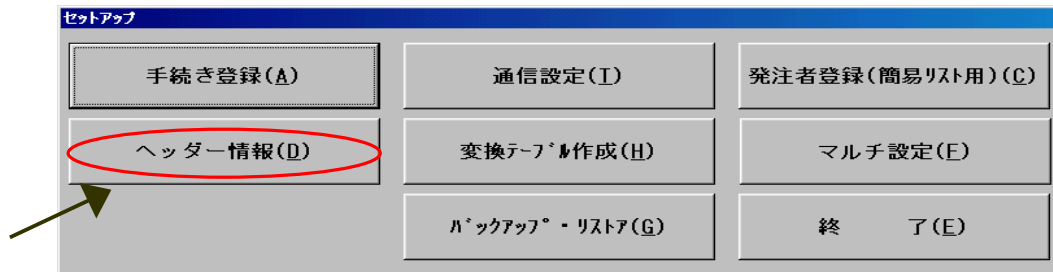 セットアップ
手続き登録(A) 通信設定(I) 発注者登録(簡易リスト用)(C)
ヘッダー情報(D) 変換テーブル作成(H) マルチ設定(F)
バックアップ・リストア(G) 終 了(E)